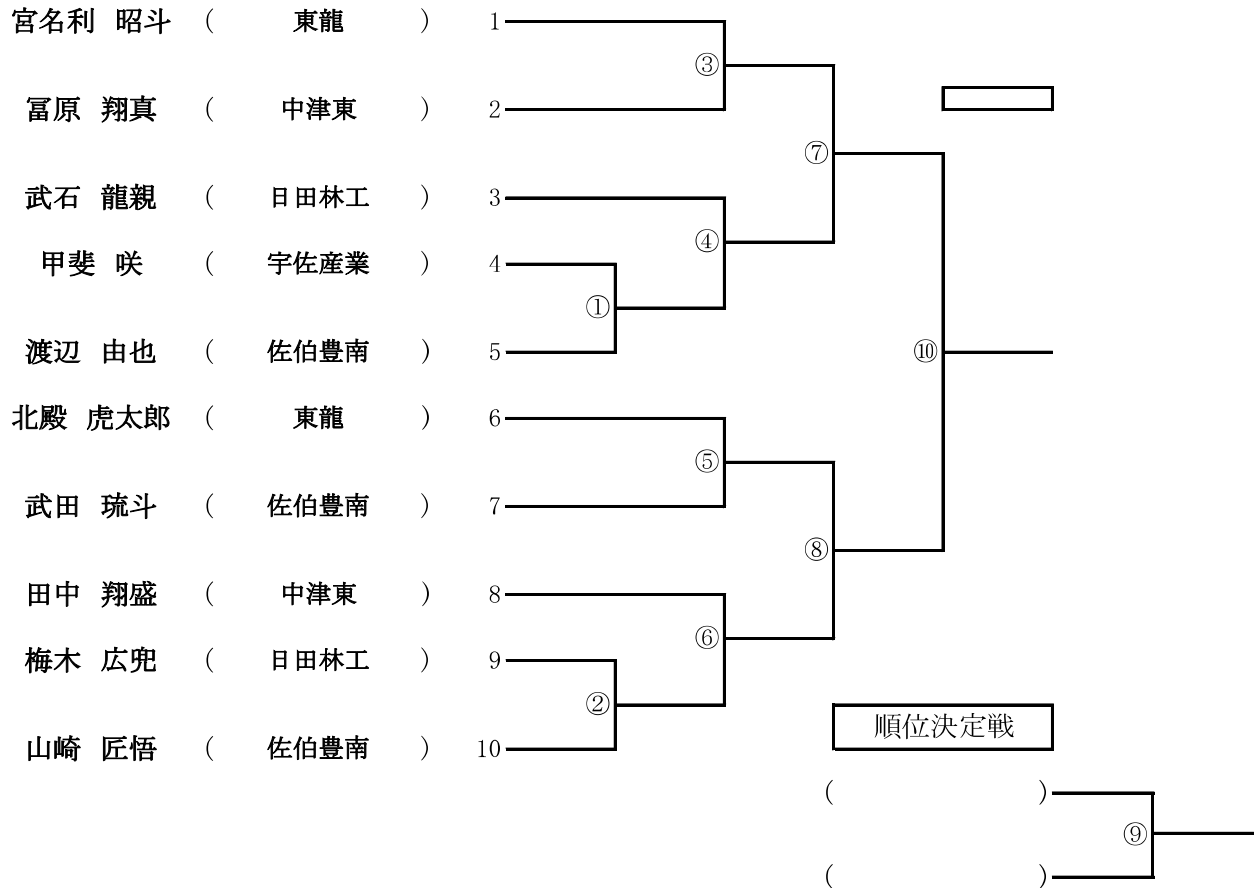 宮名利 昭斗 ( 東龍 ) 1
③
冨原 翔真 ( 中津東 ) 2
⑦
武石 龍親 ( 日田林工 ) 3
④
甲斐 咲 ( 宇佐産業 ) 4
①
渡辺 由也 ( 佐伯豊南 ) 5
⑩
北殿 虎太郎 ( 東龍 ) 6
⑤
武田 琉斗 ( 佐伯豊南 ) 7
⑧
田中 翔盛 ( 中津東 ) 8
⑥
梅木 広兜 ( 日田林工 ) 9
②
山崎 匠悟 ( 佐伯豊南 ) 10
順位決定戦
( )
⑨
( )